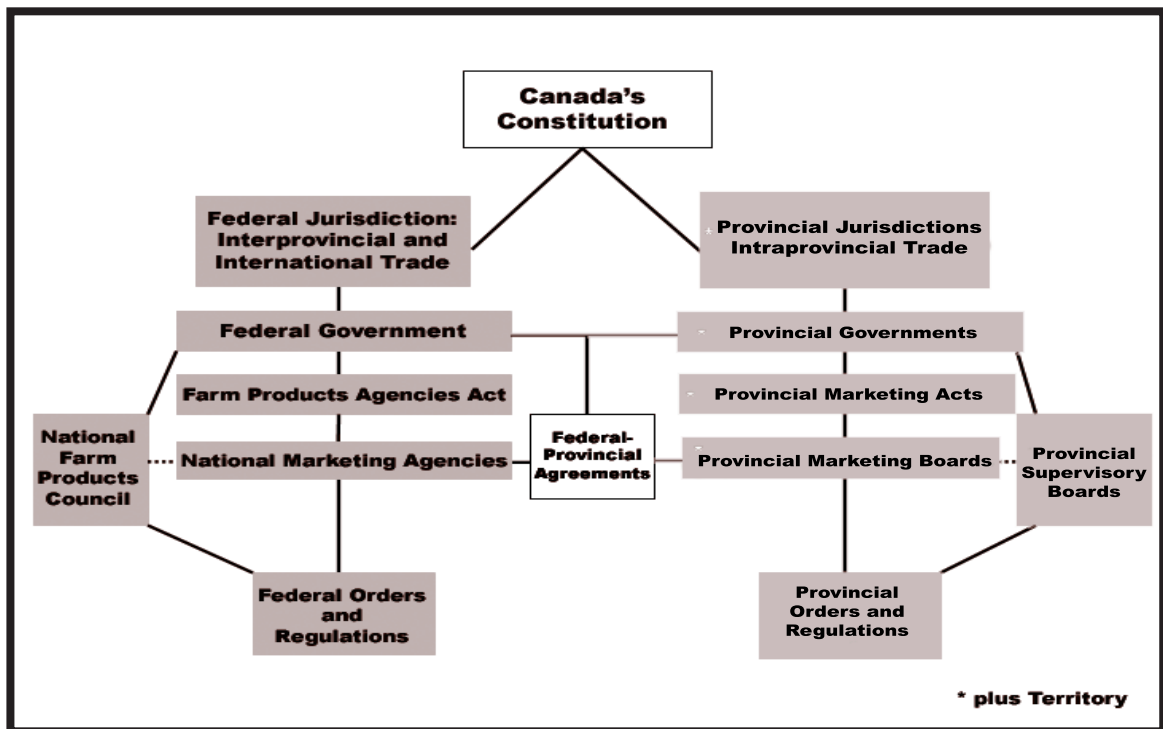 Canada's
Constitution
Federal Jurisdiction:
Interprovincial and
International Trade
* Provincial Jurisdictions
Intraprovincial Trade
Federal Government
- Provincial Governments
Farm Products Agencies Act
- Provincial Marketing Acts
National
Farm
Products
Council
National Marketing Agencies
Federal-
Provincial
Agreements
- Provincial Marketing Boards
Provincial
Supervisory
Boards
Federal Orders
and
Regulations
Provincial
Orders and
Regulations
* plus Territory